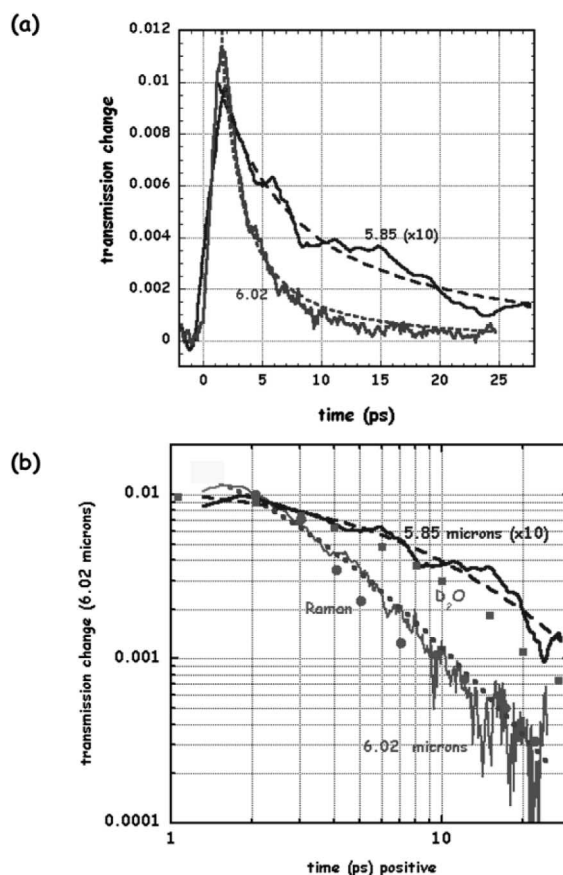 (a)
0.012
0.01
0.008
0.006
0.004
0.002
0
transmission change
5.85 (x10)
6.02
0 5 10 15 20 25
time (ps)
(b)
0.01
0.001
0.0001
transmission change (6.02 microns)
5.85 microns (x10)
D₂O
Raman
6.02 microns
1 10
time (ps) positive